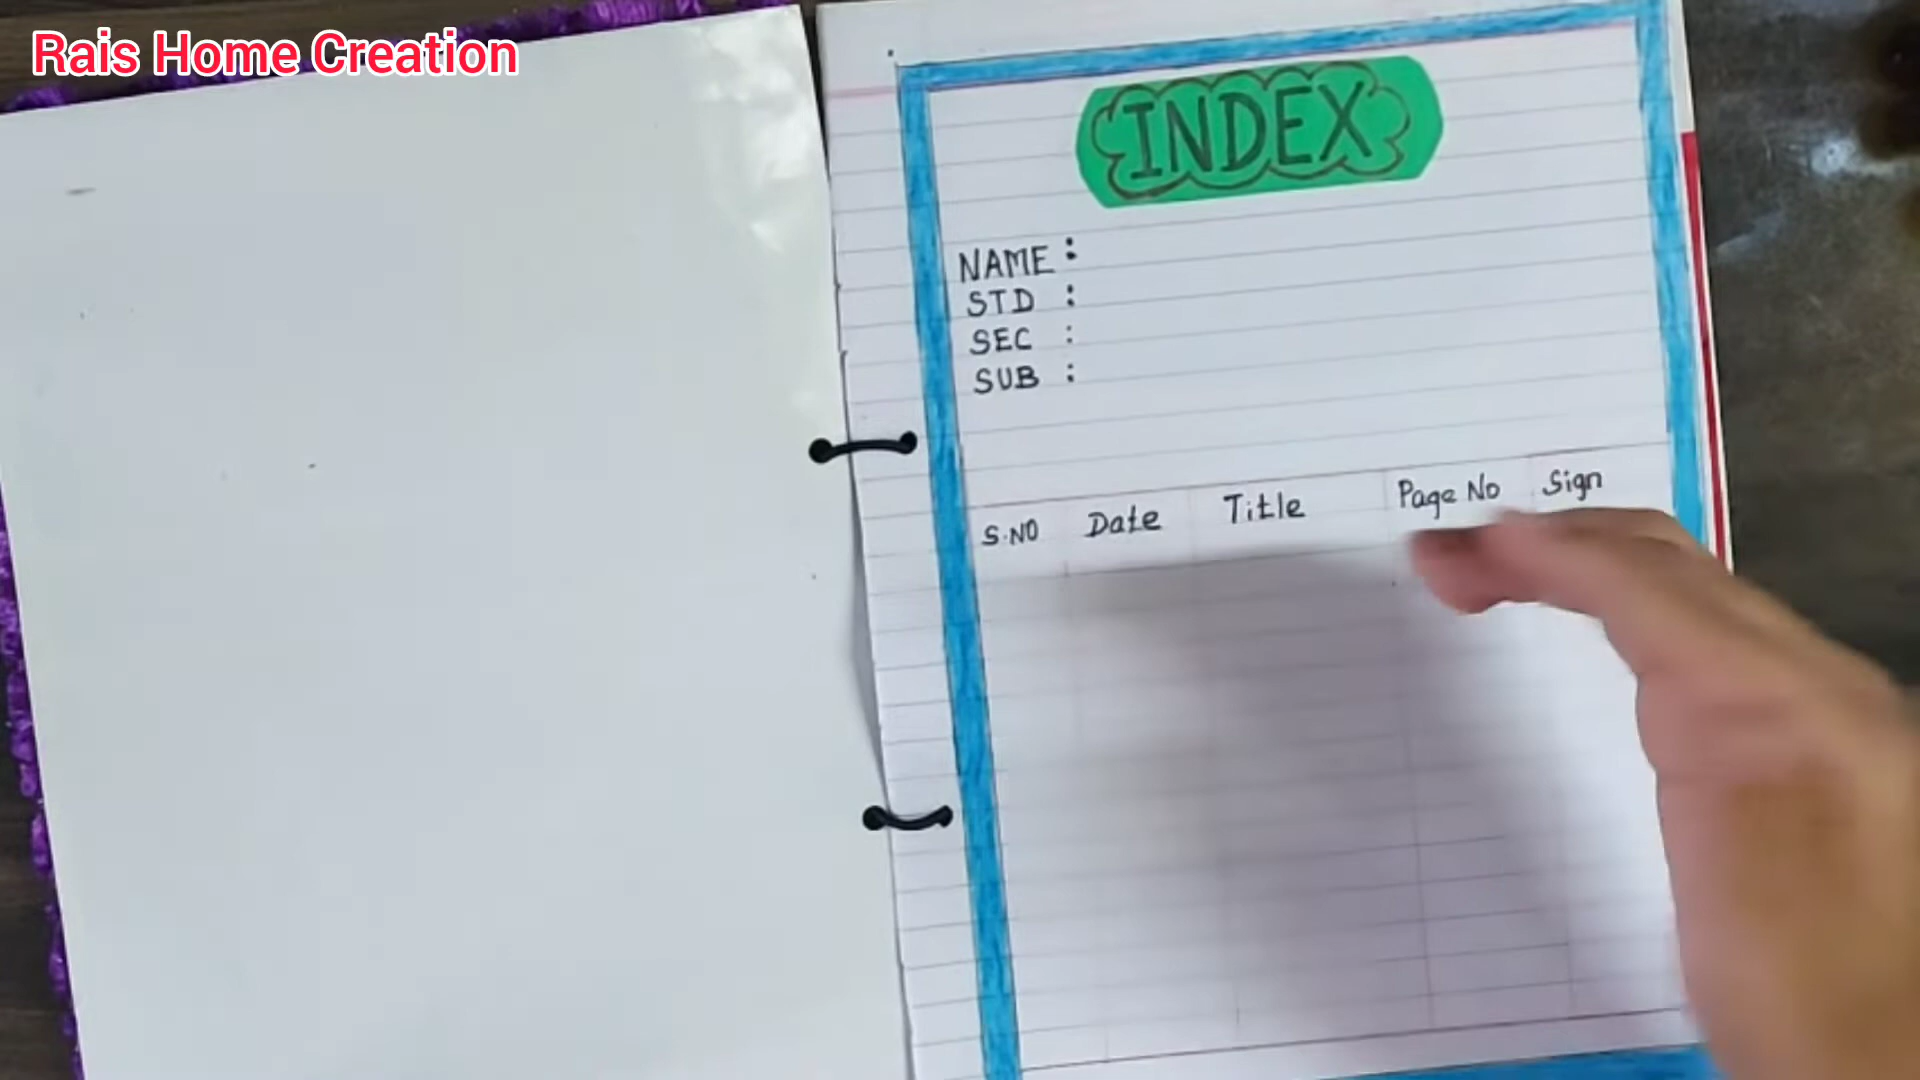 Rais Home Creation
INDEX
NAME :
STD :
SEC :
SUB :
S.NO Date Title Page No Sign